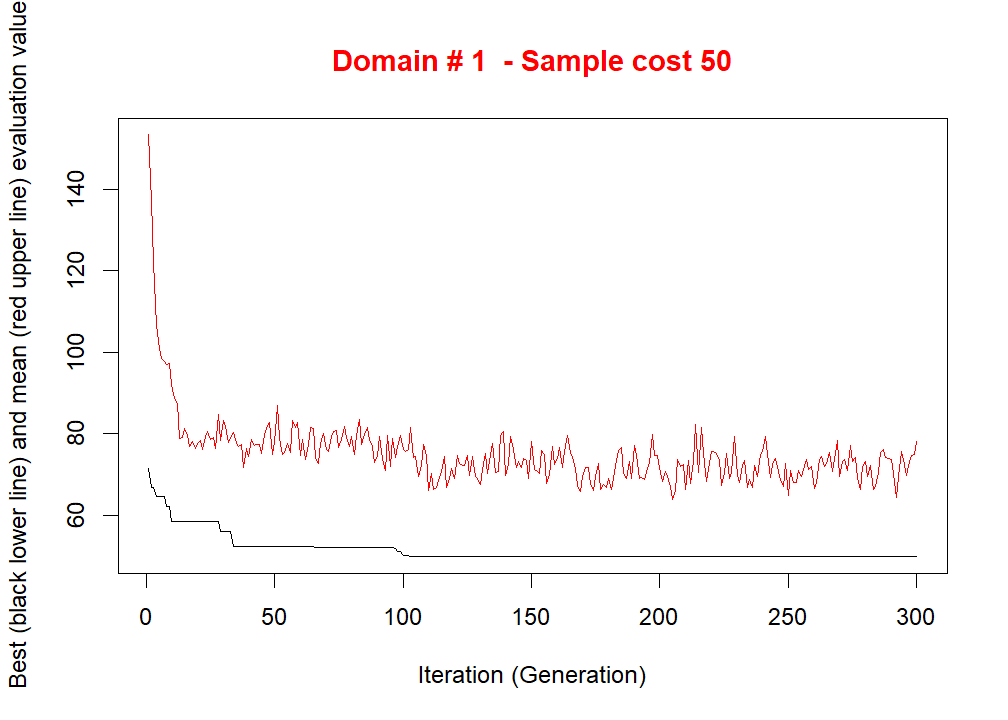 Domain # 1  - Sample cost 50
Best (black lower line) and mean (red upper line) evaluation value
140
120
100
80
60
0 50 100 150 200 250 300
Iteration (Generation)